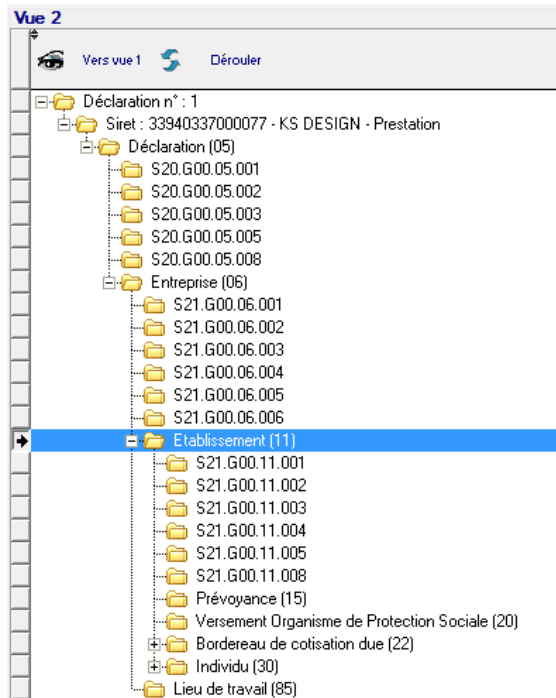 Vue 2
Vers vue 1 Dérouler
Déclaration n° : 1
Siret : 33940337000077 - KS DESIGN - Prestation
Déclaration (05)
S20.G00.05.001
S20.G00.05.002
S20.G00.05.003
S20.G00.05.005
S20.G00.05.008
Entreprise (06)
S21.G00.06.001
S21.G00.06.002
S21.G00.06.003
S21.G00.06.004
S21.G00.06.005
S21.G00.06.006
Etablissement (11)
S21.G00.11.001
S21.G00.11.002
S21.G00.11.003
S21.G00.11.004
S21.G00.11.005
S21.G00.11.008
Prévoyance (15)
Versement Organisme de Protection Sociale (20)
Bordereau de cotisation due (22)
Individu (30)
Lieu de travail (85)